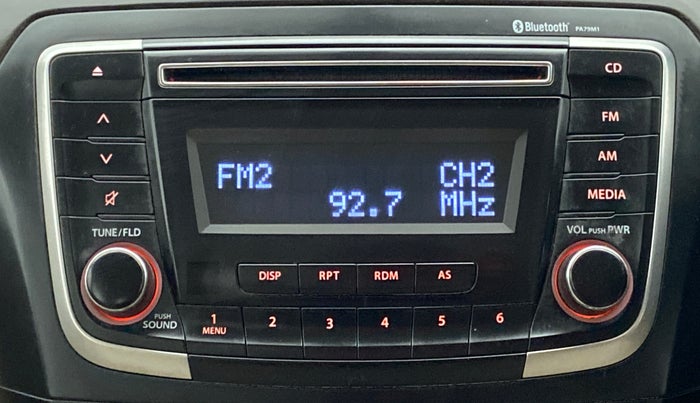 Bluetooth®
PA79M1
CD
FM
AM
MEDIA
FM2 CH2
92.7 MHz
TUNE/FLD
VOL PUSH PWR
DISP RPT RDM AS
PUSH
SOUND
1 2 3 4 5 6
MENU